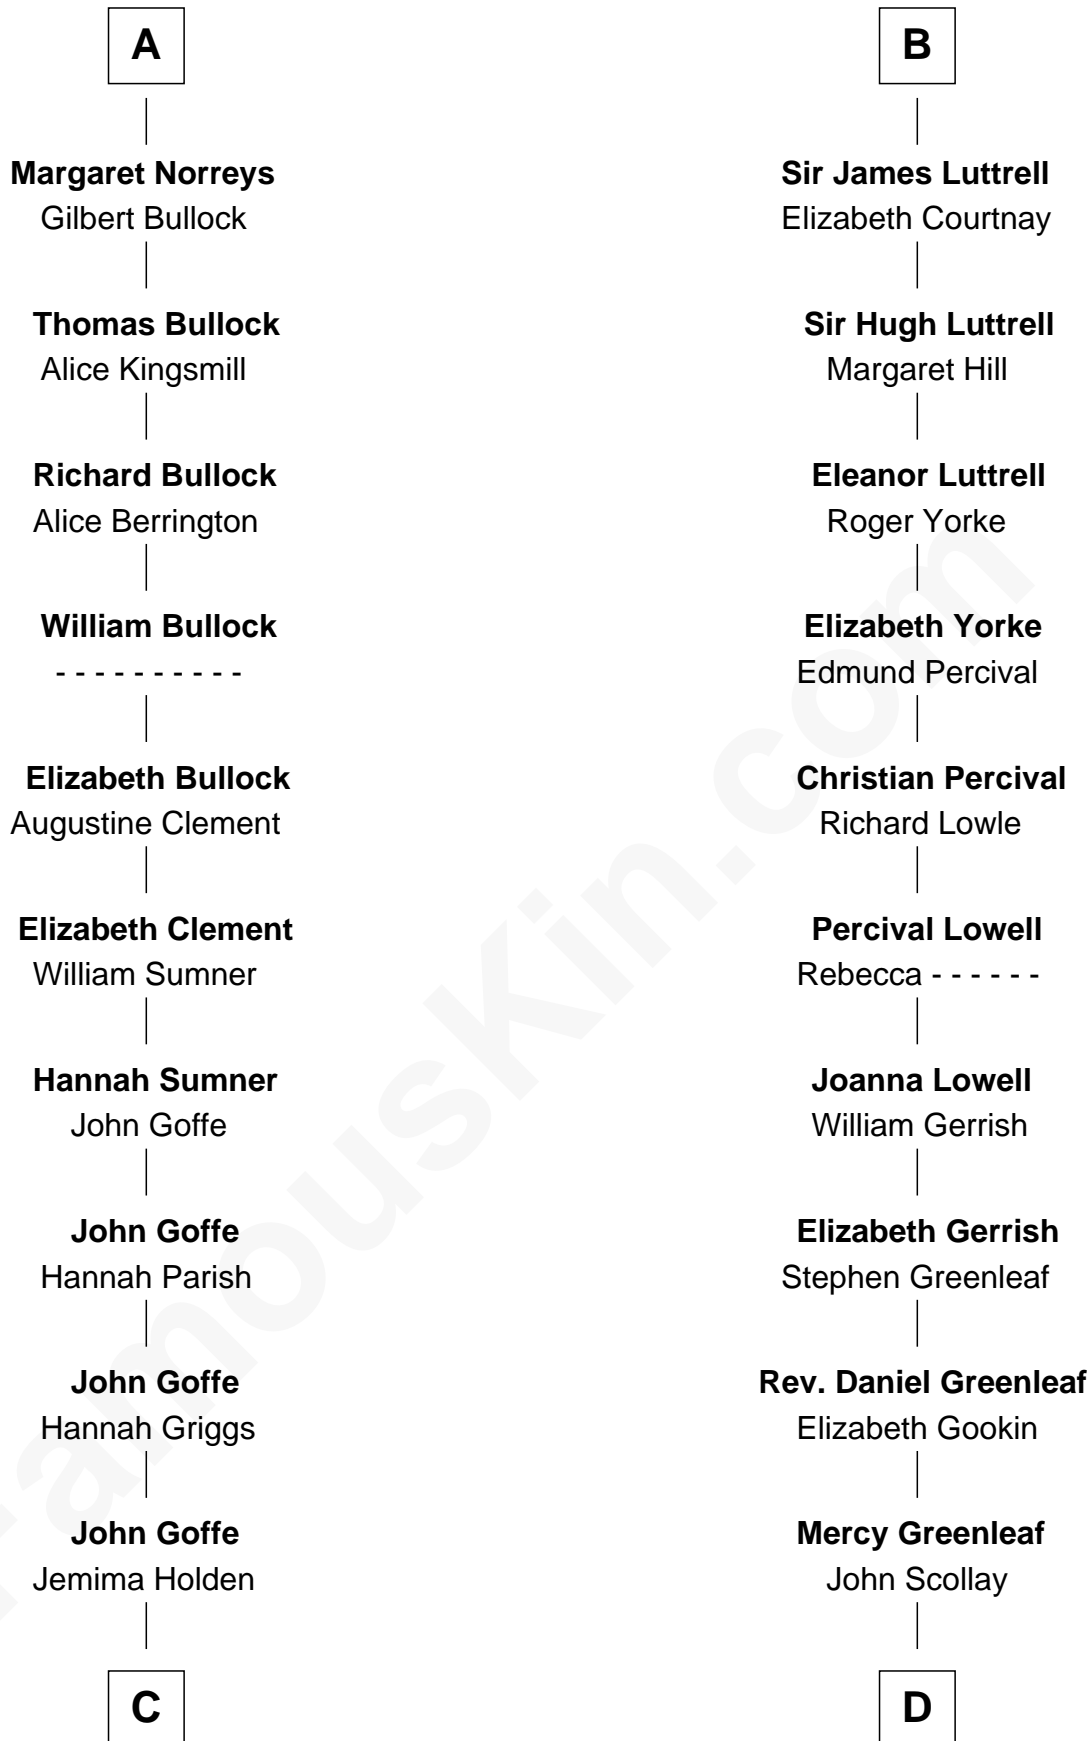 A
Margaret Norreys
Gilbert Bullock
Thomas Bullock
Alice Kingsmill
Richard Bullock
Alice Berrington
William Bullock
- - - - - - - - - -
Elizabeth Bullock
Augustine Clement
Elizabeth Clement
William Sumner
Hannah Sumner
John Goffe
John Goffe
Hannah Parish
John Goffe
Hannah Griggs
John Goffe
Jemima Holden
C
B
Sir James Luttrell
Elizabeth Courtnay
Sir Hugh Luttrell
Margaret Hill
Eleanor Luttrell
Roger Yorke
Elizabeth Yorke
Edmund Percival
Christian Percival
Richard Lowle
Percival Lowell
Rebecca - - - - - -
Joanna Lowell
William Gerrish
Elizabeth Gerrish
Stephen Greenleaf
Rev. Daniel Greenleaf
Elizabeth Gookin
Mercy Greenleaf
John Scollay
D
FamousKin.com